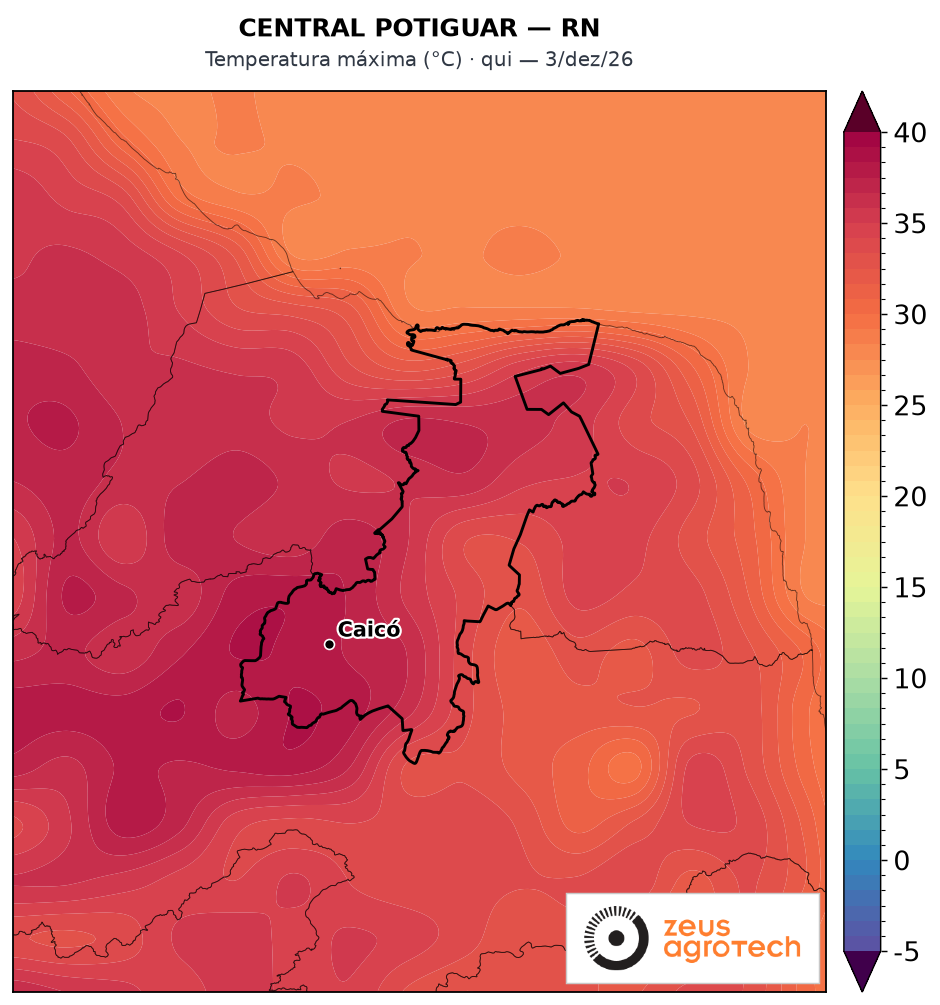 CENTRAL POTIGUAR — RN
Temperatura máxima (°C) · qui — 3/dez/26
40
35
30
25
20
15
10
5
0
-5
Caicó
zeus
agrotech